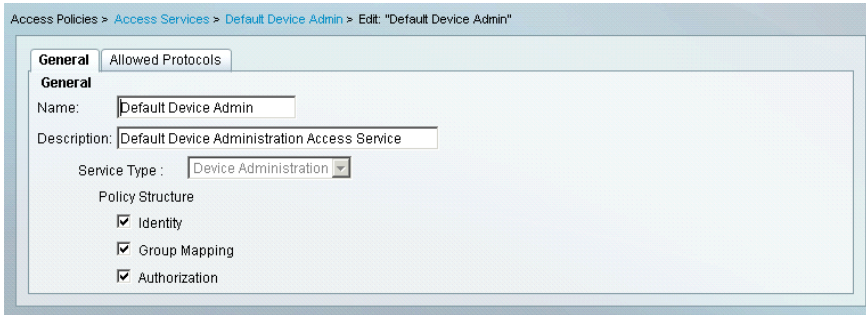 Access Policies > Access Services > Default Device Admin > Edit: "Default Device Admin"
General Allowed Protocols
General
Name: Default Device Admin
Description: Default Device Administration Access Service
Service Type : Device Administration
Policy Structure
Identity
Group Mapping
Authorization